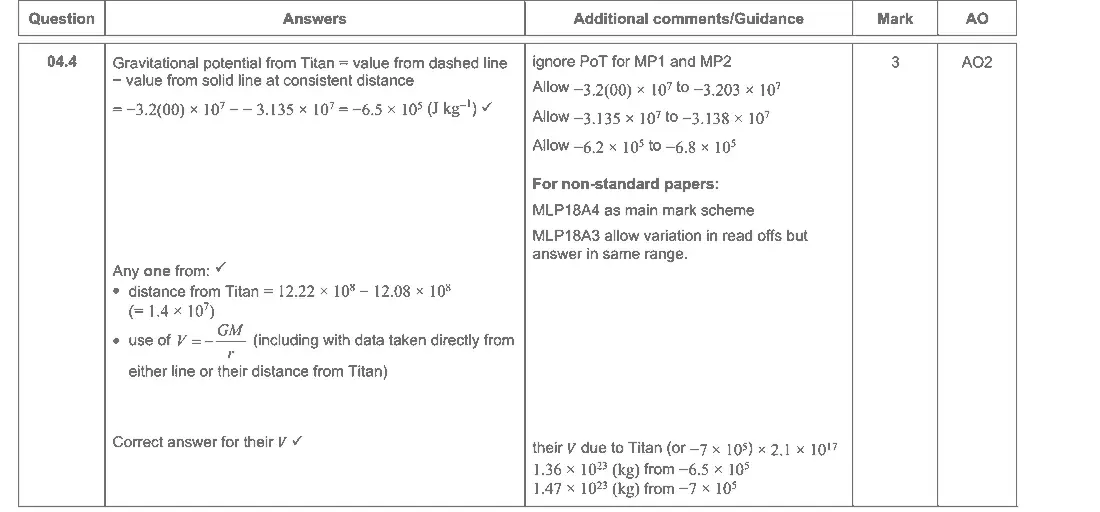 Question Answers Additional comments/Guidance Mark AO
04.4 Gravitational potential from Titan = value from dashed line − value from solid line at consistent distance
= −3.2(00) × 10⁷ − − 3.135 × 10⁷ = −6.5 × 10⁵ (J kg⁻¹) ✓
ignore PoT for MP1 and MP2
Allow −3.2(00) × 10⁷ to −3.203 × 10⁷
Allow −3.135 × 10⁷ to −3.138 × 10⁷
Allow −6.2 × 10⁵ to −6.8 × 10⁵
For non-standard papers:
MLP18A4 as main mark scheme
MLP18A3 allow variation in read offs but
answer in same range.
3 AO2
Any one from: ✓
• distance from Titan = 12.22 × 10⁸ − 12.08 × 10⁸
(= 1.4 × 10⁷)
• use of V = − GM / r (including with data taken directly from
either line or their distance from Titan)
Correct answer for their V ✓
their V due to Titan (or −7 × 10⁵) × 2.1 × 10¹⁷
1.36 × 10²³ (kg) from −6.5 × 10⁵
1.47 × 10²³ (kg) from −7 × 10⁵